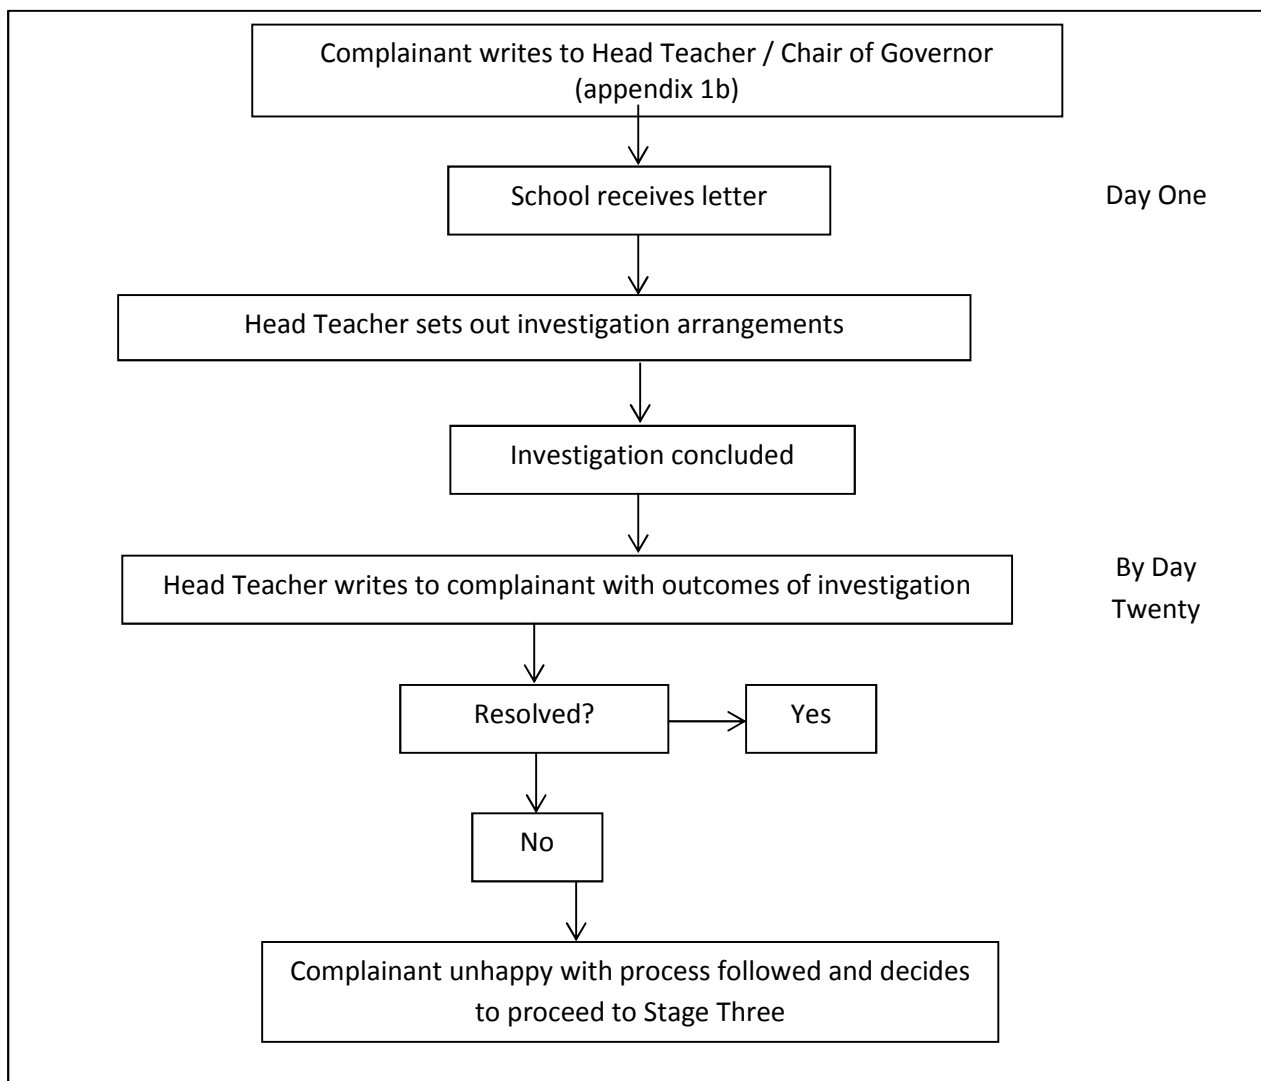 Complainant writes to Head Teacher / Chair of Governor
(appendix 1b)
School receives letter
Day One
Head Teacher sets out investigation arrangements
Investigation concluded
Head Teacher writes to complainant with outcomes of investigation
By Day
Twenty
Resolved?
Yes
No
Complainant unhappy with process followed and decides
to proceed to Stage Three